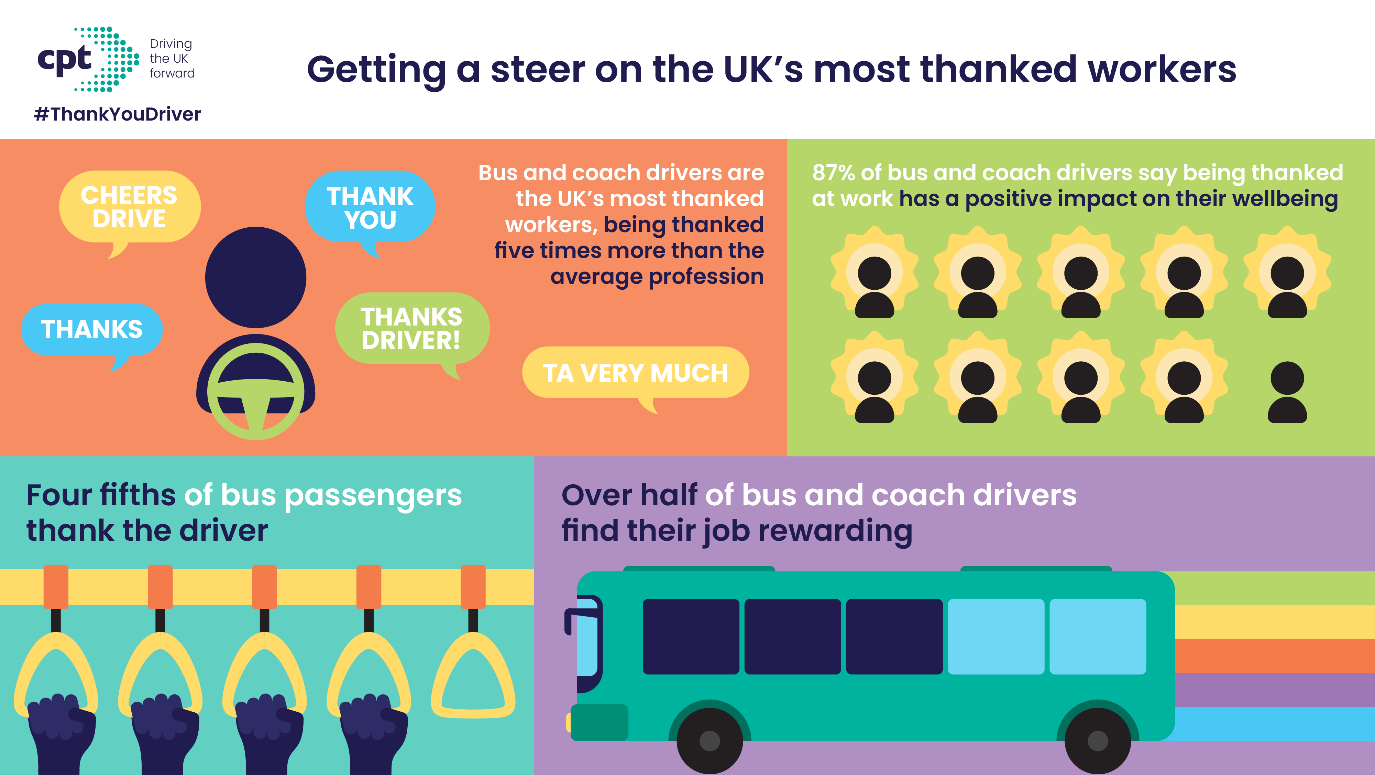 cpt
Driving
the UK
forward
#ThankYouDriver
Getting a steer on the UK's most thanked workers
CHEERS
DRIVE
THANK
YOU
THANKS
THANKS
DRIVER!
TA VERY MUCH
Bus and coach drivers are
the UK's most thanked
workers, being thanked
five times more than the
average profession
87% of bus and coach drivers say being thanked
at work has a positive impact on their wellbeing
Four fifths of bus passengers
thank the driver
Over half of bus and coach drivers
find their job rewarding